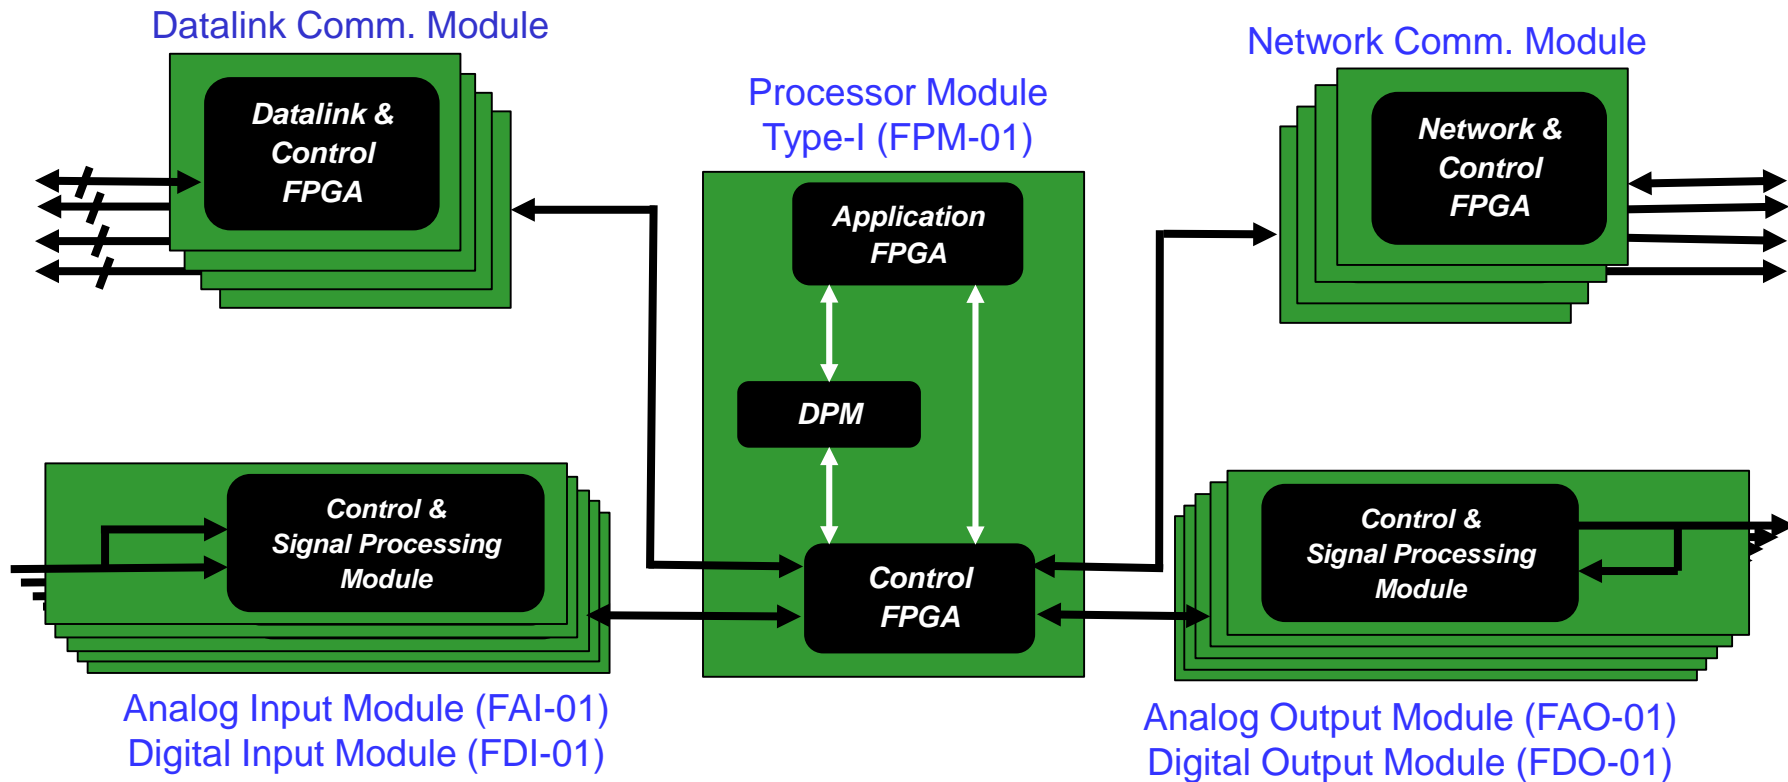 Datalink Comm. Module
Datalink &
Control
FPGA
Processor Module
Type-I (FPM-01)
Application
FPGA
DPM
Control
FPGA
Network Comm. Module
Network &
Control
FPGA
Control &
Signal Processing
Module
Analog Input Module (FAI-01)
Digital Input Module (FDI-01)
Control &
Signal Processing
Module
Analog Output Module (FAO-01)
Digital Output Module (FDO-01)